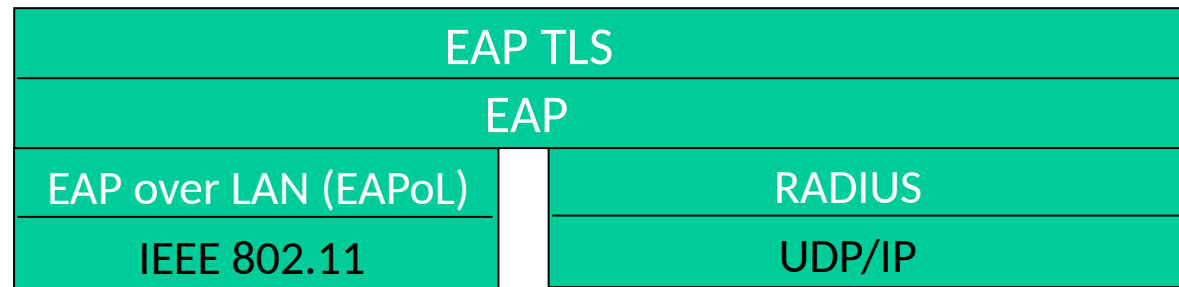 EAP TLS
EAP
EAP over LAN (EAPoL)
RADIUS
IEEE 802.11
UDP/IP